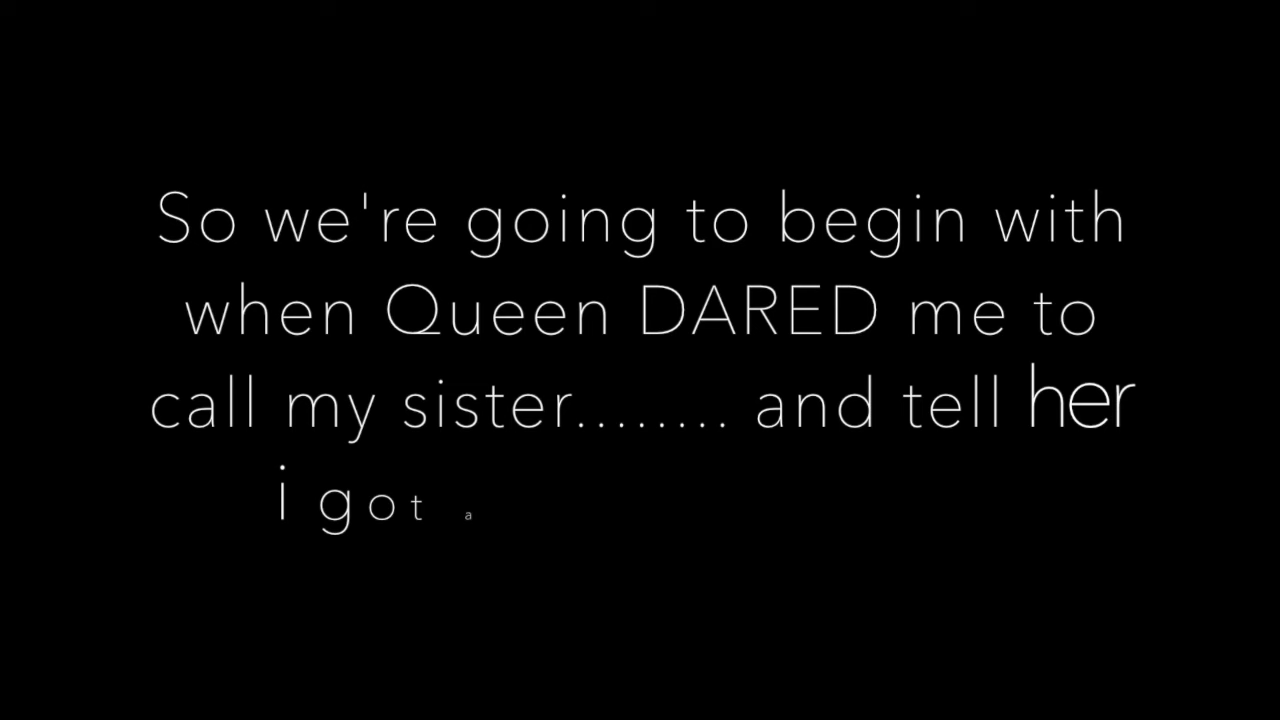 So we're going to begin with
when Queen DARED me to
call my sister........ and tell her
i got a